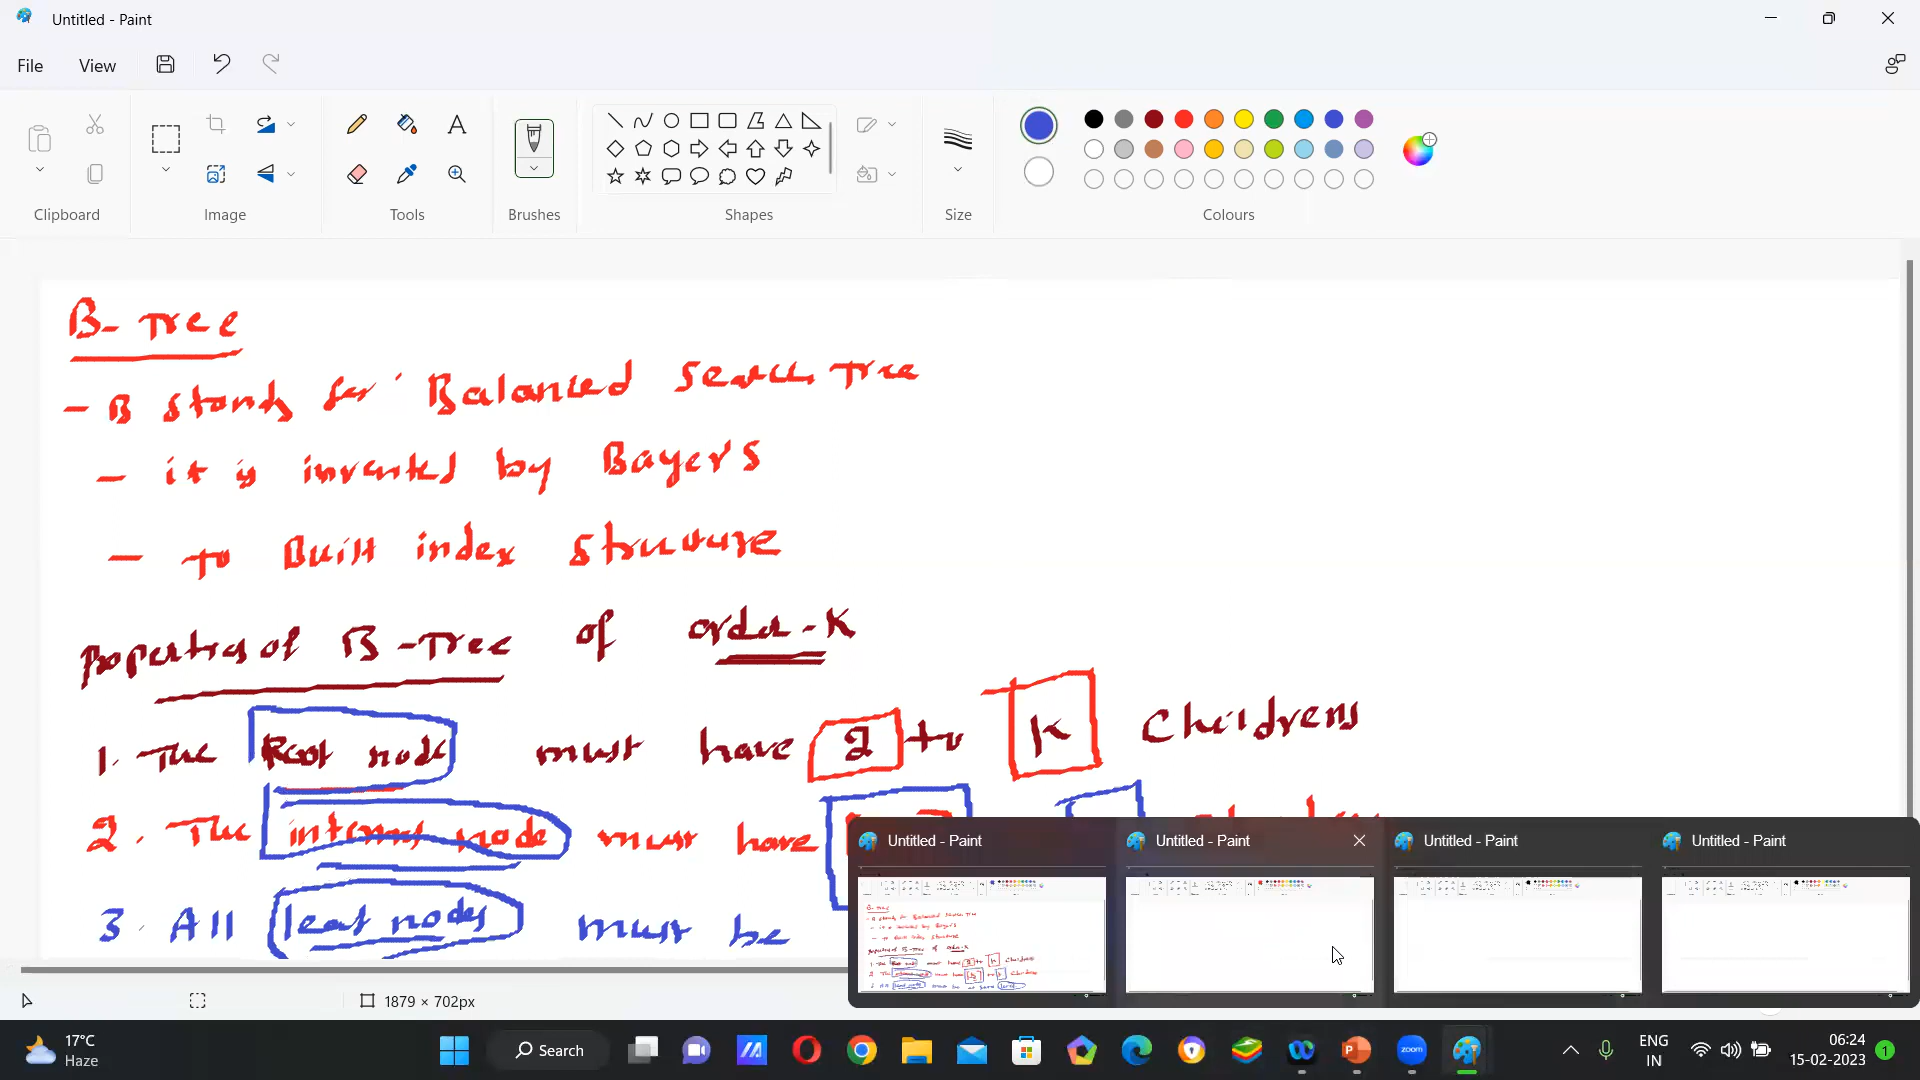 Untitled - Paint
File View
Clipboard Image Tools Brushes Shapes Size Colours
B- Tree
- B stands for Balanced Search Tree
- it is invented by Bayer's
- to Built index structure
Properties of B-Tree of order-K
1. The Root node must have 2 to K Childrens
2. The internal node must have
3. All leaf nodes must be
Untitled - Paint Untitled - Paint Untitled - Paint Untitled - Paint
1879 × 702px
17°C
Haze
Search
zoom
ENG
IN
06:24
15-02-2023
1